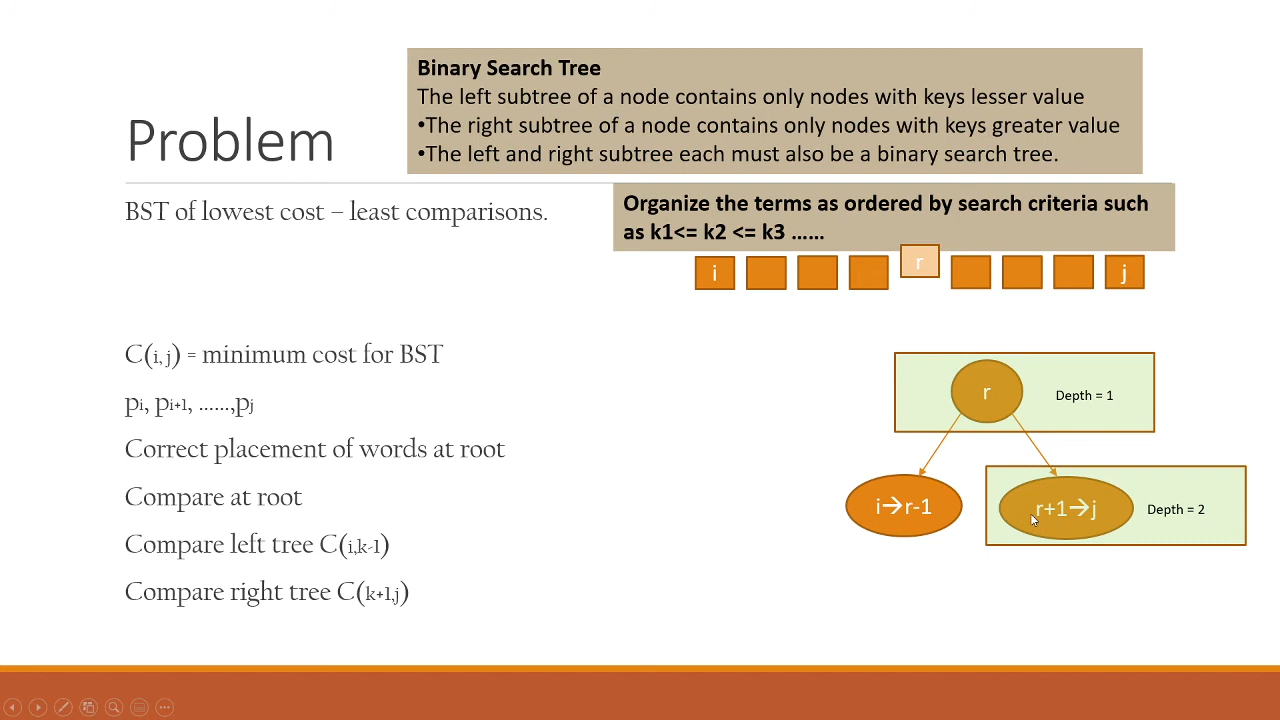 Problem
Binary Search Tree
The left subtree of a node contains only nodes with keys lesser value
•The right subtree of a node contains only nodes with keys greater value
•The left and right subtree each must also be a binary search tree.
BST of lowest cost – least comparisons.
Organize the terms as ordered by search criteria such
as k1<= k2 <= k3 ......
i
r
j
C(i, j) = minimum cost for BST
pi, pi+1, ......,pj
Correct placement of words at root
Compare at root
Compare left tree C(i,k-1)
Compare right tree C(k+1,j)
r
Depth = 1
i→r-1
r+1→j
Depth = 2